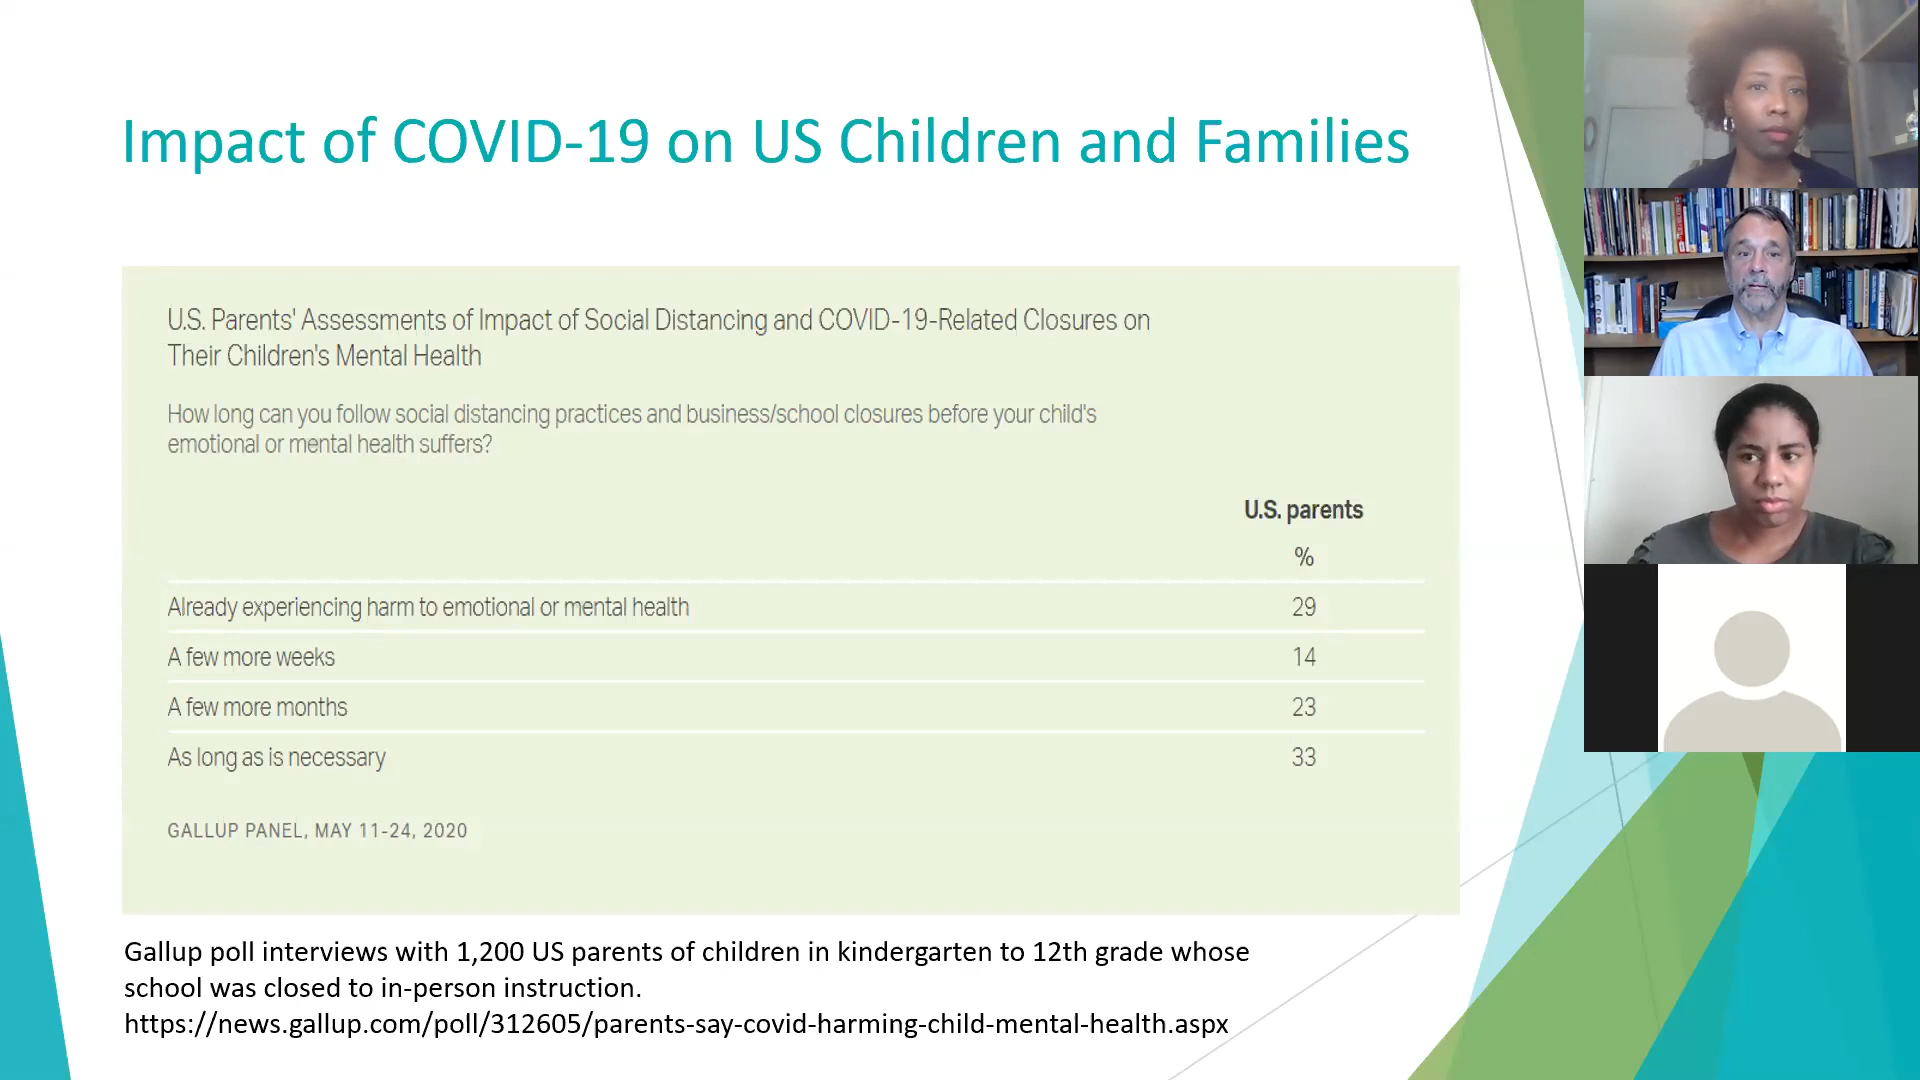 Impact of COVID-19 on US Children and Families
U.S. Parents' Assessments of Impact of Social Distancing and COVID-19-Related Closures on
Their Children's Mental Health
How long can you follow social distancing practices and business/school closures before your child's
emotional or mental health suffers?
U.S. parents
%
Already experiencing harm to emotional or mental health 29
A few more weeks 14
A few more months 23
As long as is necessary 33
GALLUP PANEL, MAY 11-24, 2020
Gallup poll interviews with 1,200 US parents of children in kindergarten to 12th grade whose
school was closed to in-person instruction.
https://news.gallup.com/poll/312605/parents-say-covid-harming-child-mental-health.aspx